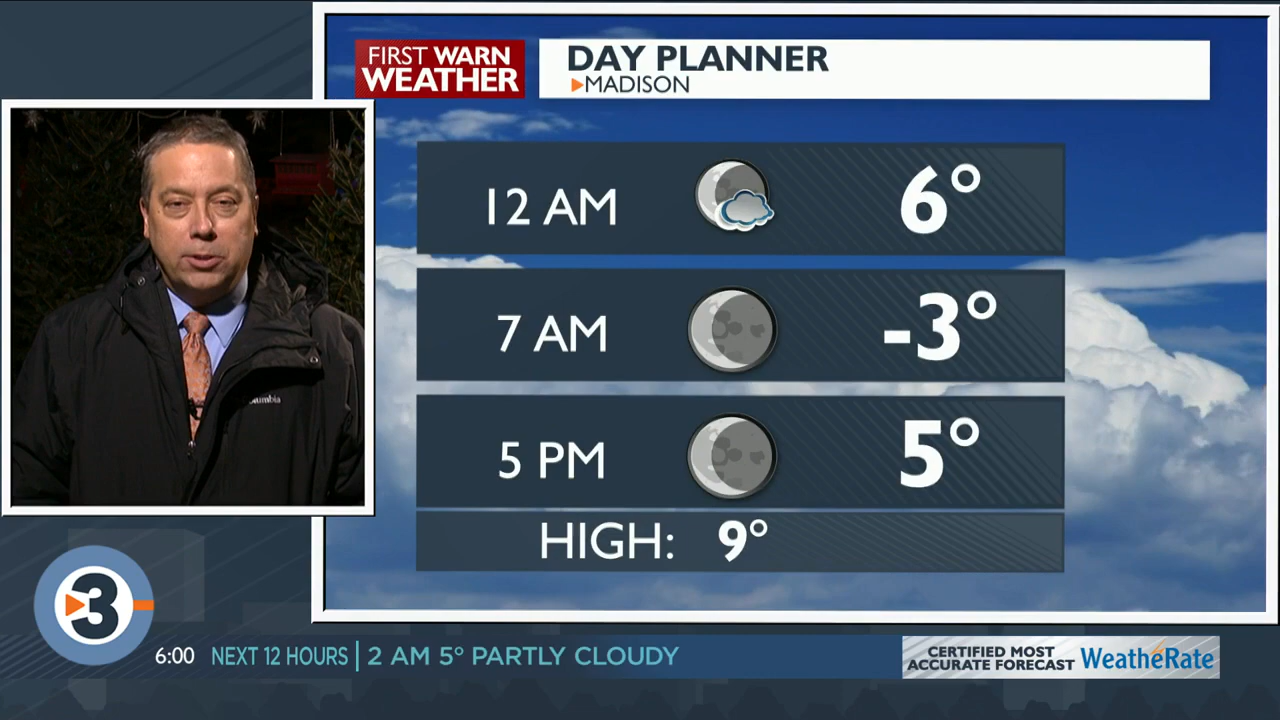 FIRST WARN
WEATHER
DAY PLANNER
MADISON
12 AM 6°
7 AM -3°
5 PM 5°
HIGH: 9°
3
6:00 NEXT 12 HOURS | 2 AM 5° PARTLY CLOUDY
CERTIFIED MOST
ACCURATE FORECAST
WeatheRate